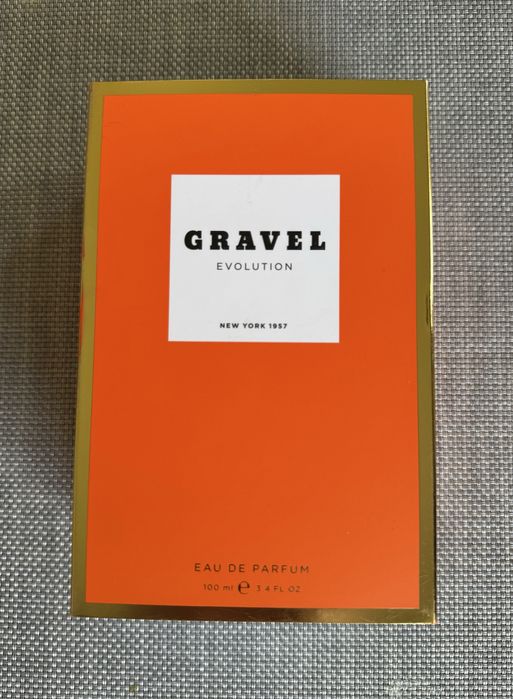 GRAVEL
EVOLUTION
NEW YORK 1957
EAU DE PARFUM
100 ml ℮ 3 4 FL OZ